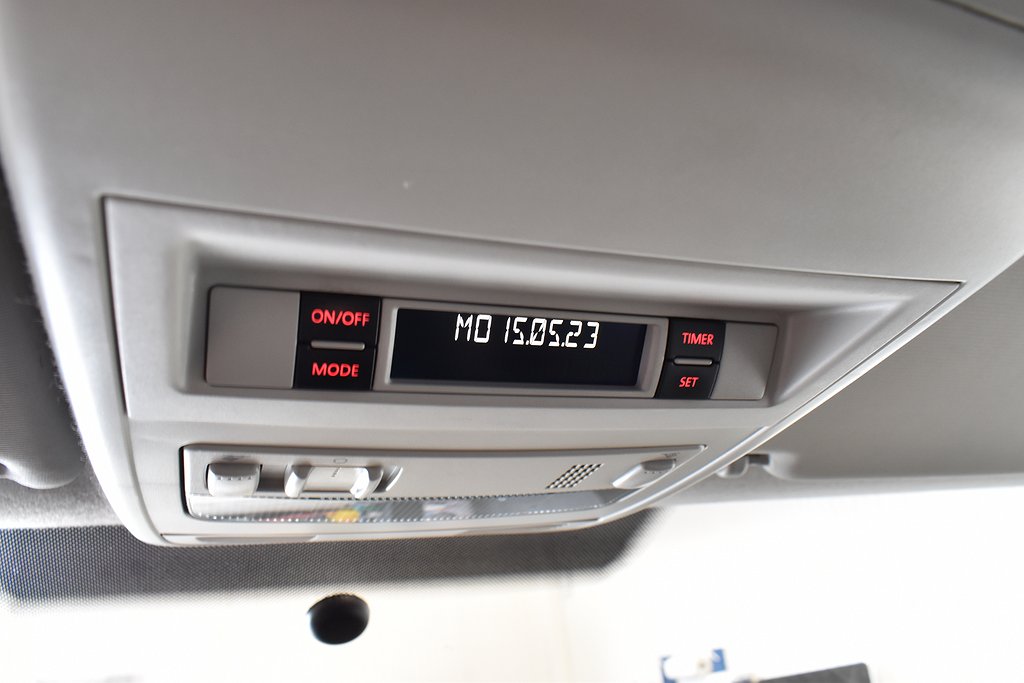 ON/OFF
MODE
MO 15.05.23
TIMER
SET